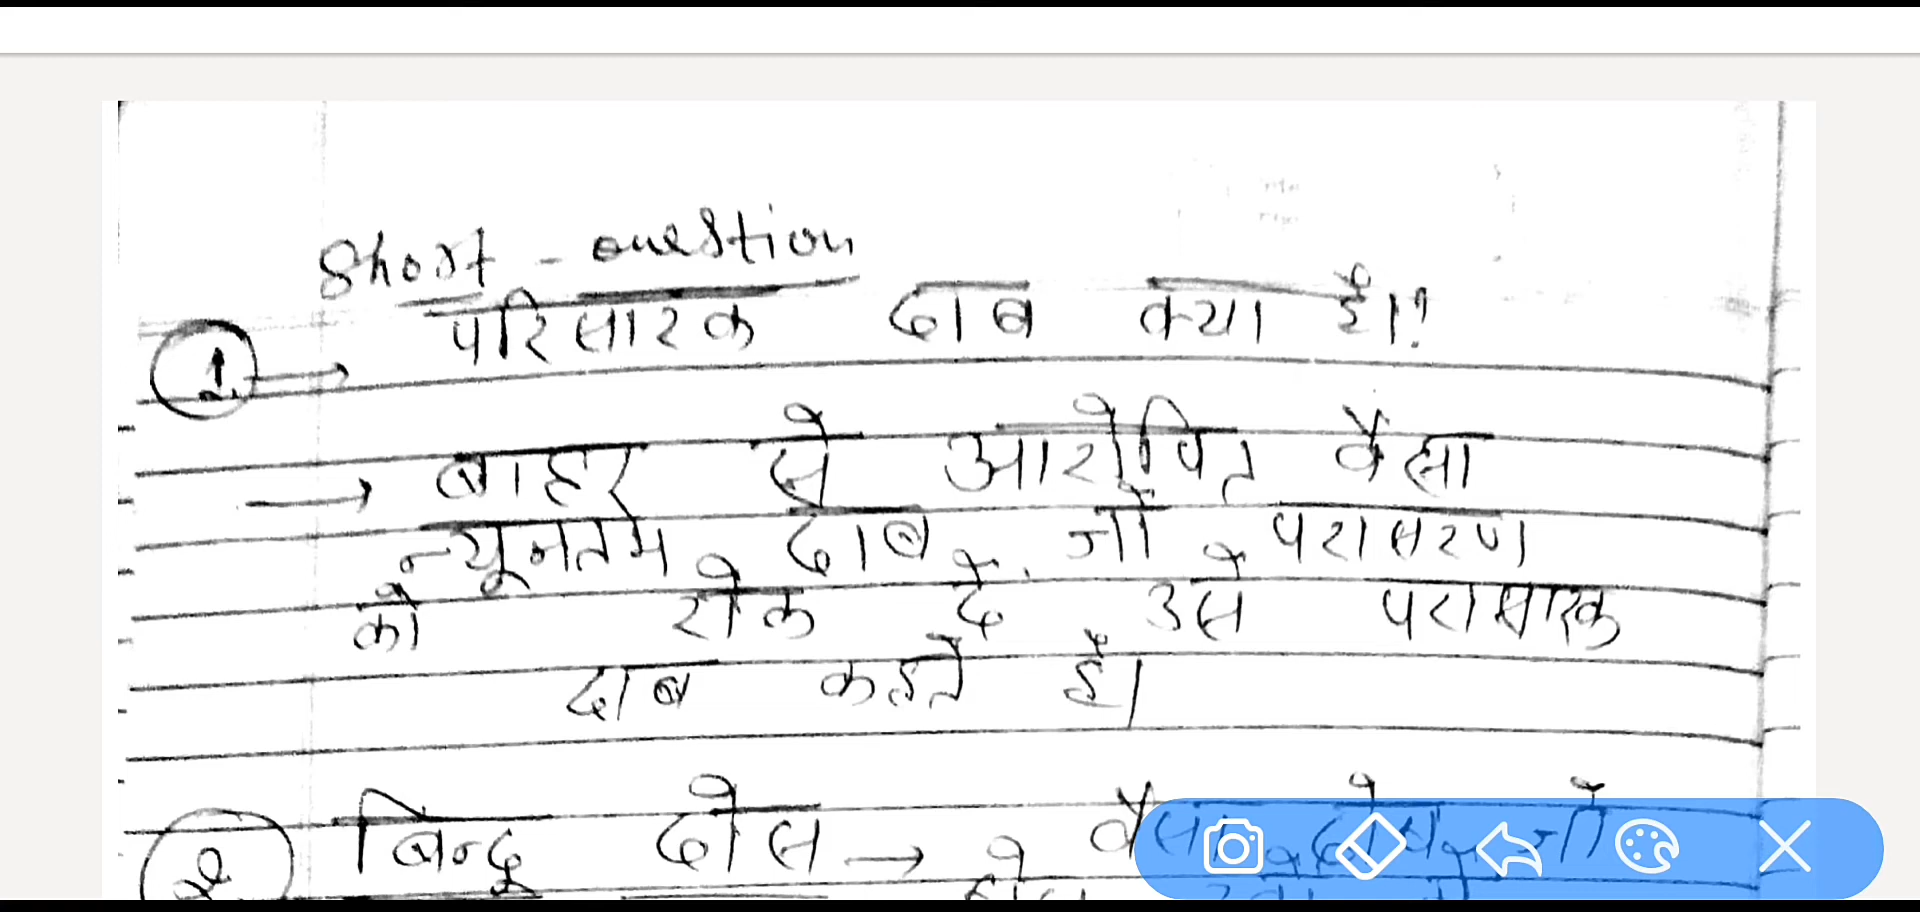 Short - question
1. → परिसारक दाब क्या है।?
→ बाहर से आरोपित वैसा
न्यूनतम दाब जो परासरण
को रोक दे उसे परासारक
दाब कहते है।
2 बिन्दु दोस → वैसा दोष जो